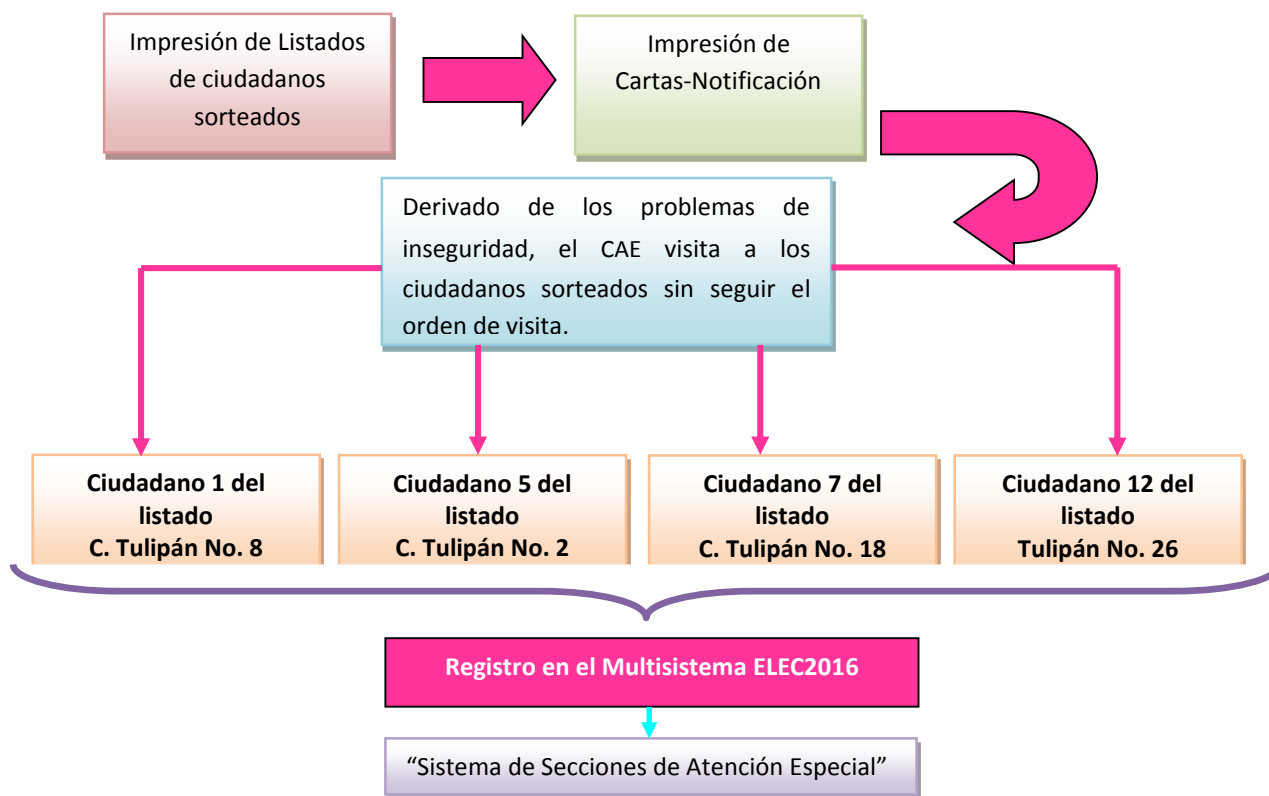 Impresión de Listados
de ciudadanos
sorteados
Impresión de
Cartas-Notificación
Derivado de los problemas de
inseguridad, el CAE visita a los
ciudadanos sorteados sin seguir el
orden de visita.
Ciudadano 1 del
listado
C. Tulipán No. 8
Ciudadano 5 del
listado
C. Tulipán No. 2
Ciudadano 7 del
listado
C. Tulipán No. 18
Ciudadano 12 del
listado
Tulipán No. 26
Registro en el Multisistema ELEC2016
“Sistema de Secciones de Atención Especial”